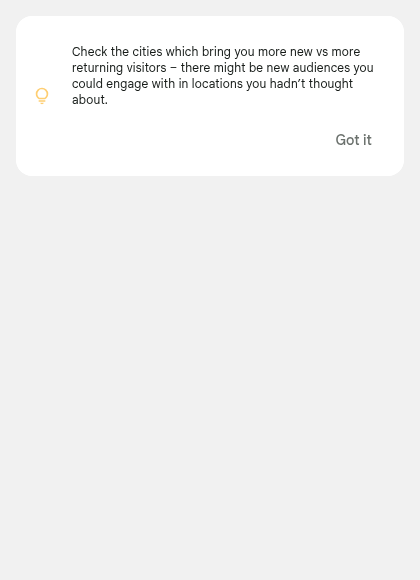 Check the cities which bring you more new vs more
returning visitors – there might be new audiences you
could engage with in locations you hadn’t thought
about.
Got it